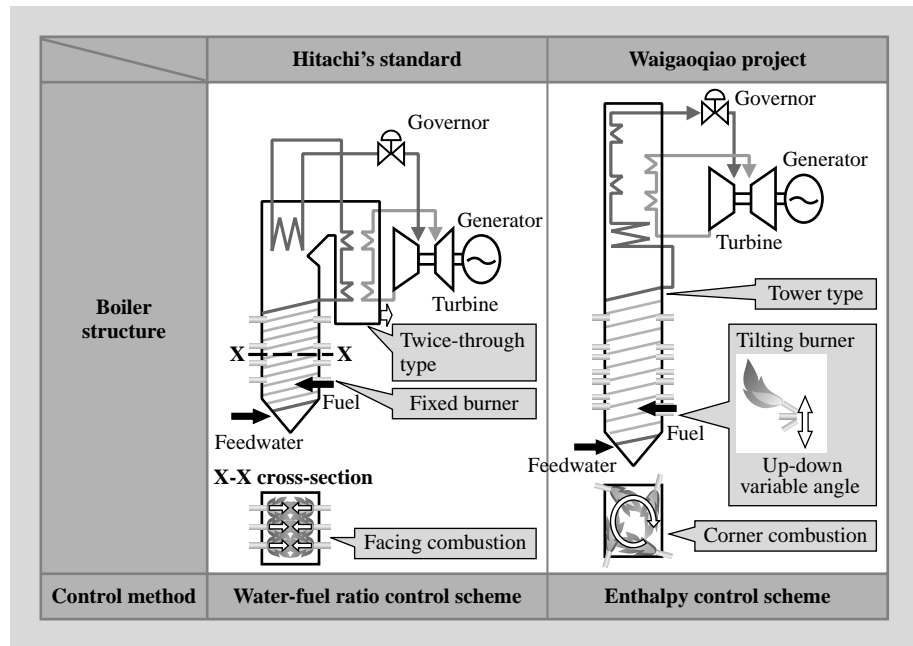 Hitachi's standard
Waigaoqiao project
Boiler
structure
Governor
Generator
Turbine
Twice-through
type
X
X
Fuel
Fixed burner
Feedwater
X-X cross-section
Facing combustion
Governor
Generator
Turbine
Tower type
Tilting burner
Fuel
Feedwater
Up-down
variable angle
Corner combustion
Control method
Water-fuel ratio control scheme
Enthalpy control scheme